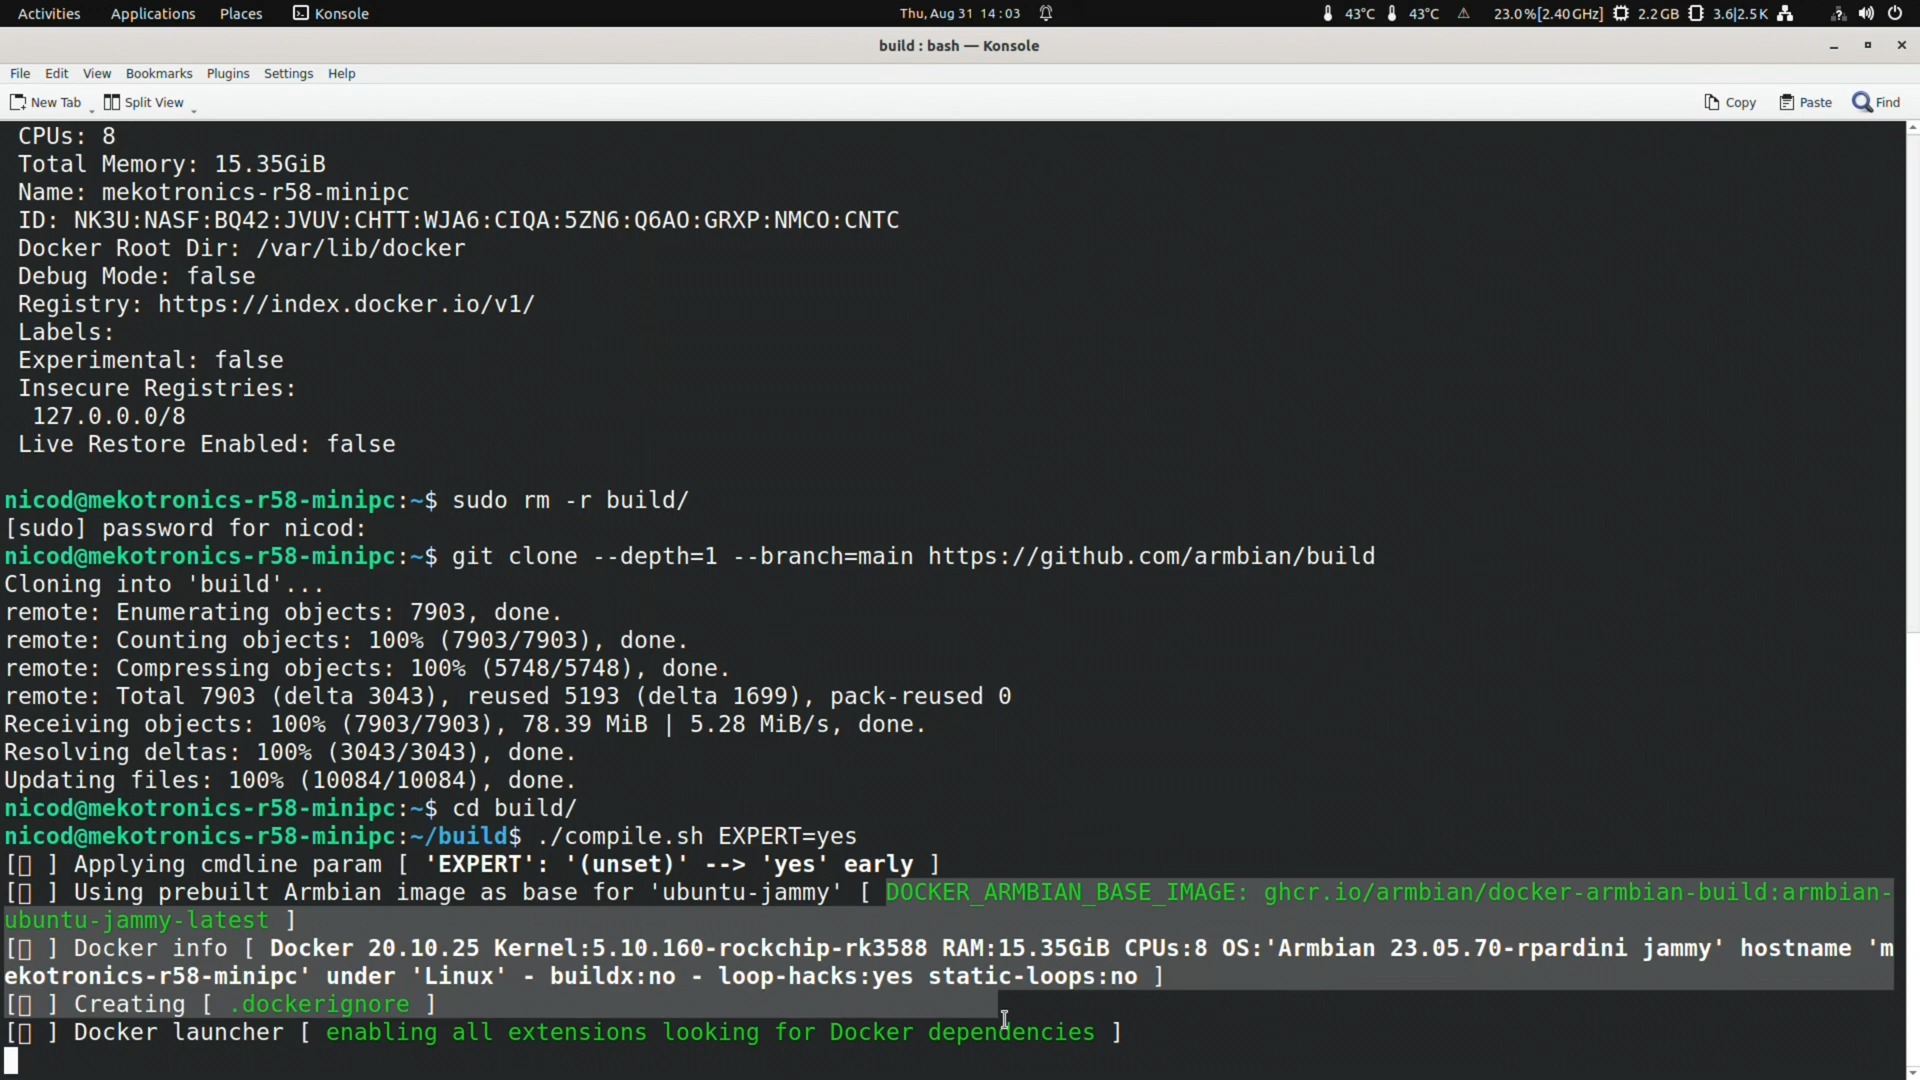 Activities Applications Places Konsole Thu, Aug 31 14:03 43°C 43°C 23.0%[2.40GHz] 2.2GB 3.6|2.5K
build : bash — Konsole
File Edit View Bookmarks Plugins Settings Help
New Tab Split View Copy Paste Find
CPUs: 8
Total Memory: 15.35GiB
Name: mekotronics-r58-minipc
ID: NK3U:NASF:BQ42:JVUV:CHTT:WJA6:CIQA:5ZN6:Q6AO:GRXP:NMCO:CNTC
Docker Root Dir: /var/lib/docker
Debug Mode: false
Registry: https://index.docker.io/v1/
Labels:
Experimental: false
Insecure Registries:
127.0.0.0/8
Live Restore Enabled: false
nicod@mekotronics-r58-minipc:~$ sudo rm -r build/
[sudo] password for nicod:
nicod@mekotronics-r58-minipc:~$ git clone --depth=1 --branch=main https://github.com/armbian/build
Cloning into 'build'...
remote: Enumerating objects: 7903, done.
remote: Counting objects: 100% (7903/7903), done.
remote: Compressing objects: 100% (5748/5748), done.
remote: Total 7903 (delta 3043), reused 5193 (delta 1699), pack-reused 0
Receiving objects: 100% (7903/7903), 78.39 MiB | 5.28 MiB/s, done.
Resolving deltas: 100% (3043/3043), done.
Updating files: 100% (10084/10084), done.
nicod@mekotronics-r58-minipc:~$ cd build/
nicod@mekotronics-r58-minipc:~/build$ ./compile.sh EXPERT=yes
[ ] Applying cmdline param [ 'EXPERT': '(unset)' --> 'yes' early ]
[ ] Using prebuilt Armbian image as base for 'ubuntu-jammy' [ DOCKER_ARMBIAN_BASE_IMAGE: ghcr.io/armbian/docker-armbian-build:armbian-
ubuntu-jammy-latest ]
[ ] Docker info [ Docker 20.10.25 Kernel:5.10.160-rockchip-rk3588 RAM:15.35GiB CPUs:8 OS:'Armbian 23.05.70-rpardini jammy' hostname 'm
ekotronics-r58-minipc' under 'Linux' - buildx:no - loop-hacks:yes static-loops:no ]
[ ] Creating [ .dockerignore ]
[ ] Docker launcher [ enabling all extensions looking for Docker dependencies ]